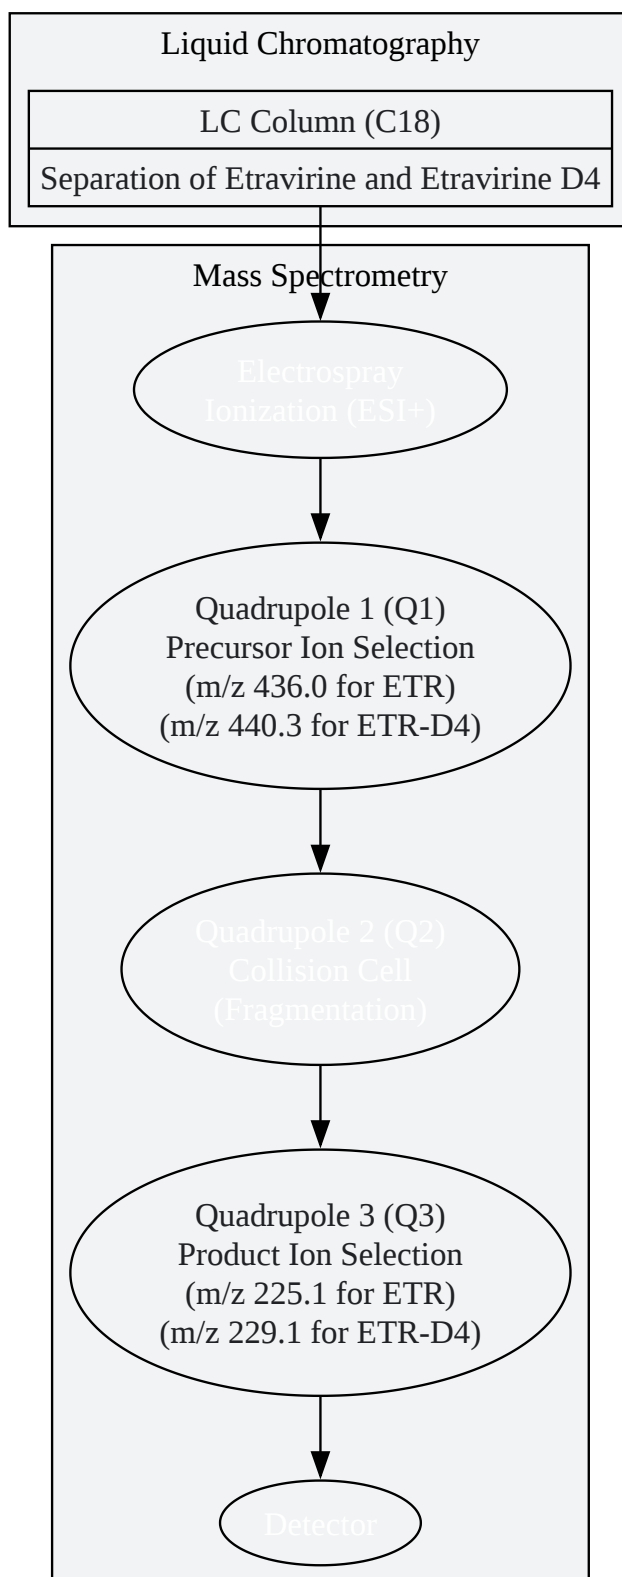 Liquid Chromatography
LC Column (C18)
Separation of Etravirine and Etravirine D4
Mass Spectrometry
Electrospray
Ionization (ESI+)
Quadrupole 1 (Q1)
Precursor Ion Selection
(m/z 436.0 for ETR)
(m/z 440.3 for ETR-D4)
Quadrupole 2 (Q2)
Collision Cell
(Fragmentation)
Quadrupole 3 (Q3)
Product Ion Selection
(m/z 225.1 for ETR)
(m/z 229.1 for ETR-D4)
Detector